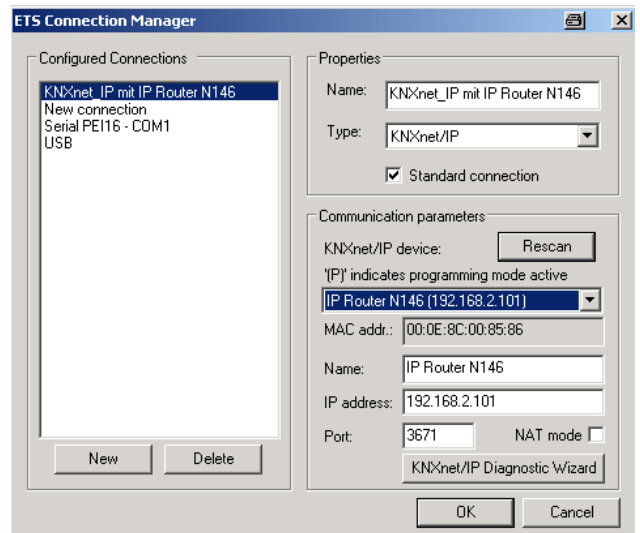 ETS Connection Manager
Configured Connections
KNXnet_IP mit IP Router N146
New connection
Serial PEI16 - COM1
USB
New
Delete
Properties
Name:
KNXnet_IP mit IP Router N146
Type:
KNXnet/IP
Standard connection
Communication parameters
KNXnet/IP device:
Rescan
'(P)' indicates programming mode active
IP Router N146 (192.168.2.101)
MAC addr.:
00:0E:8C:00:85:86
Name:
IP Router N146
IP address:
192.168.2.101
Port:
3671
NAT mode
KNXnet/IP Diagnostic Wizard
OK
Cancel